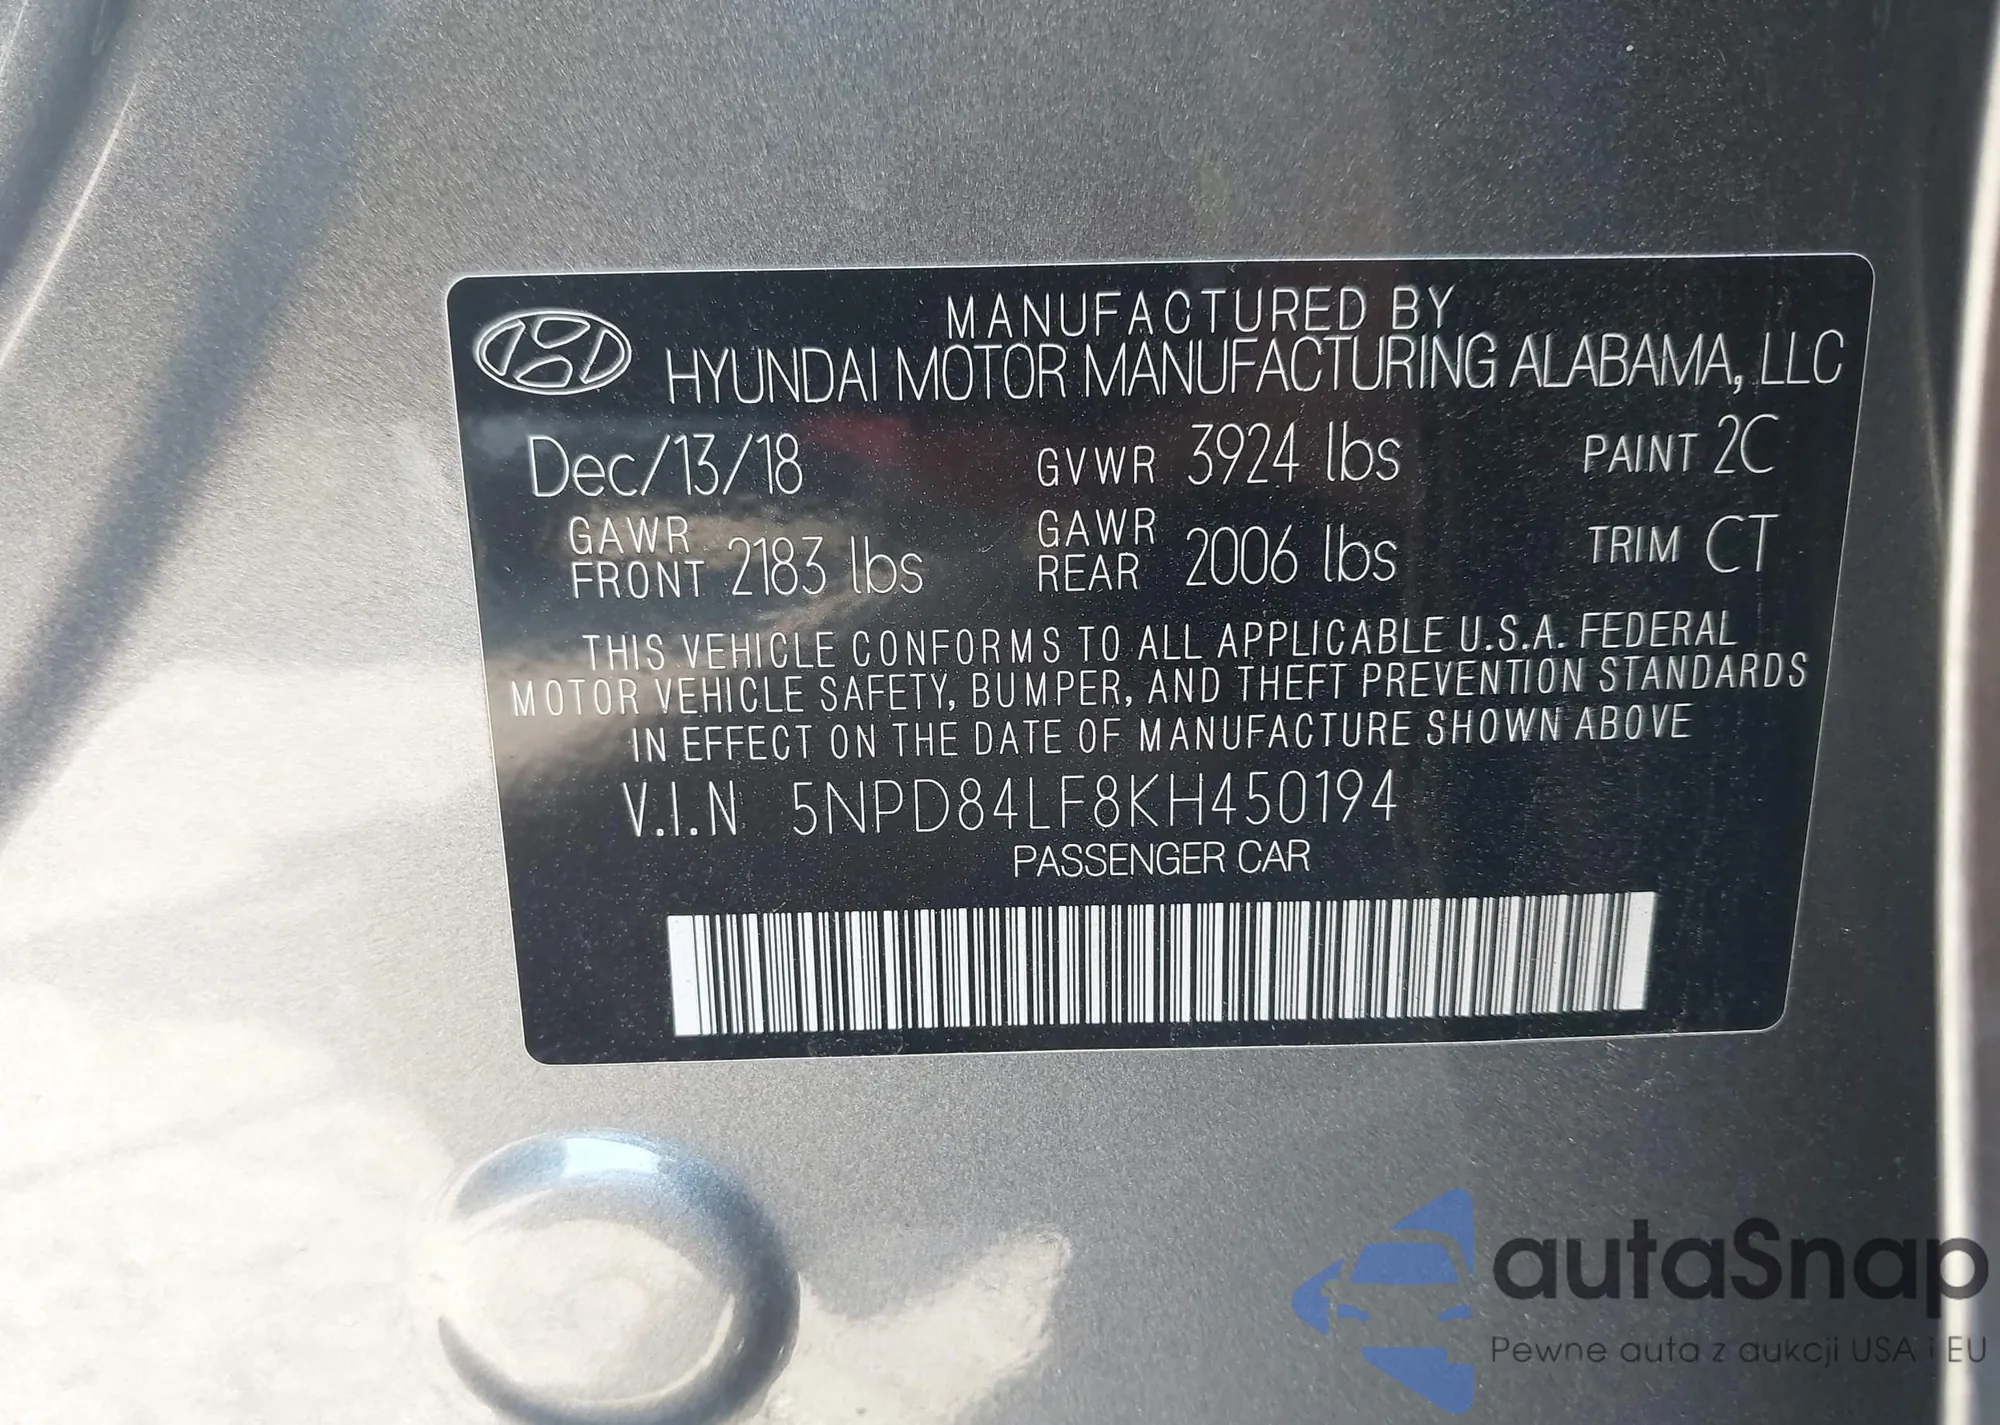 MANUFACTURED BY
HYUNDAI MOTOR MANUFACTURING ALABAMA, LLC
Dec/13/18 GVWR 3924 lbs PAINT 2C
GAWR FRONT 2183 lbs GAWR REAR 2006 lbs TRIM CT
THIS VEHICLE CONFORMS TO ALL APPLICABLE U.S.A. FEDERAL
MOTOR VEHICLE SAFETY, BUMPER, AND THEFT PREVENTION STANDARDS
IN EFFECT ON THE DATE OF MANUFACTURE SHOWN ABOVE
V.I.N 5NPD84LF8KH450194
PASSENGER CAR
autaSnap
Pewne auta z aukcji USA i EU